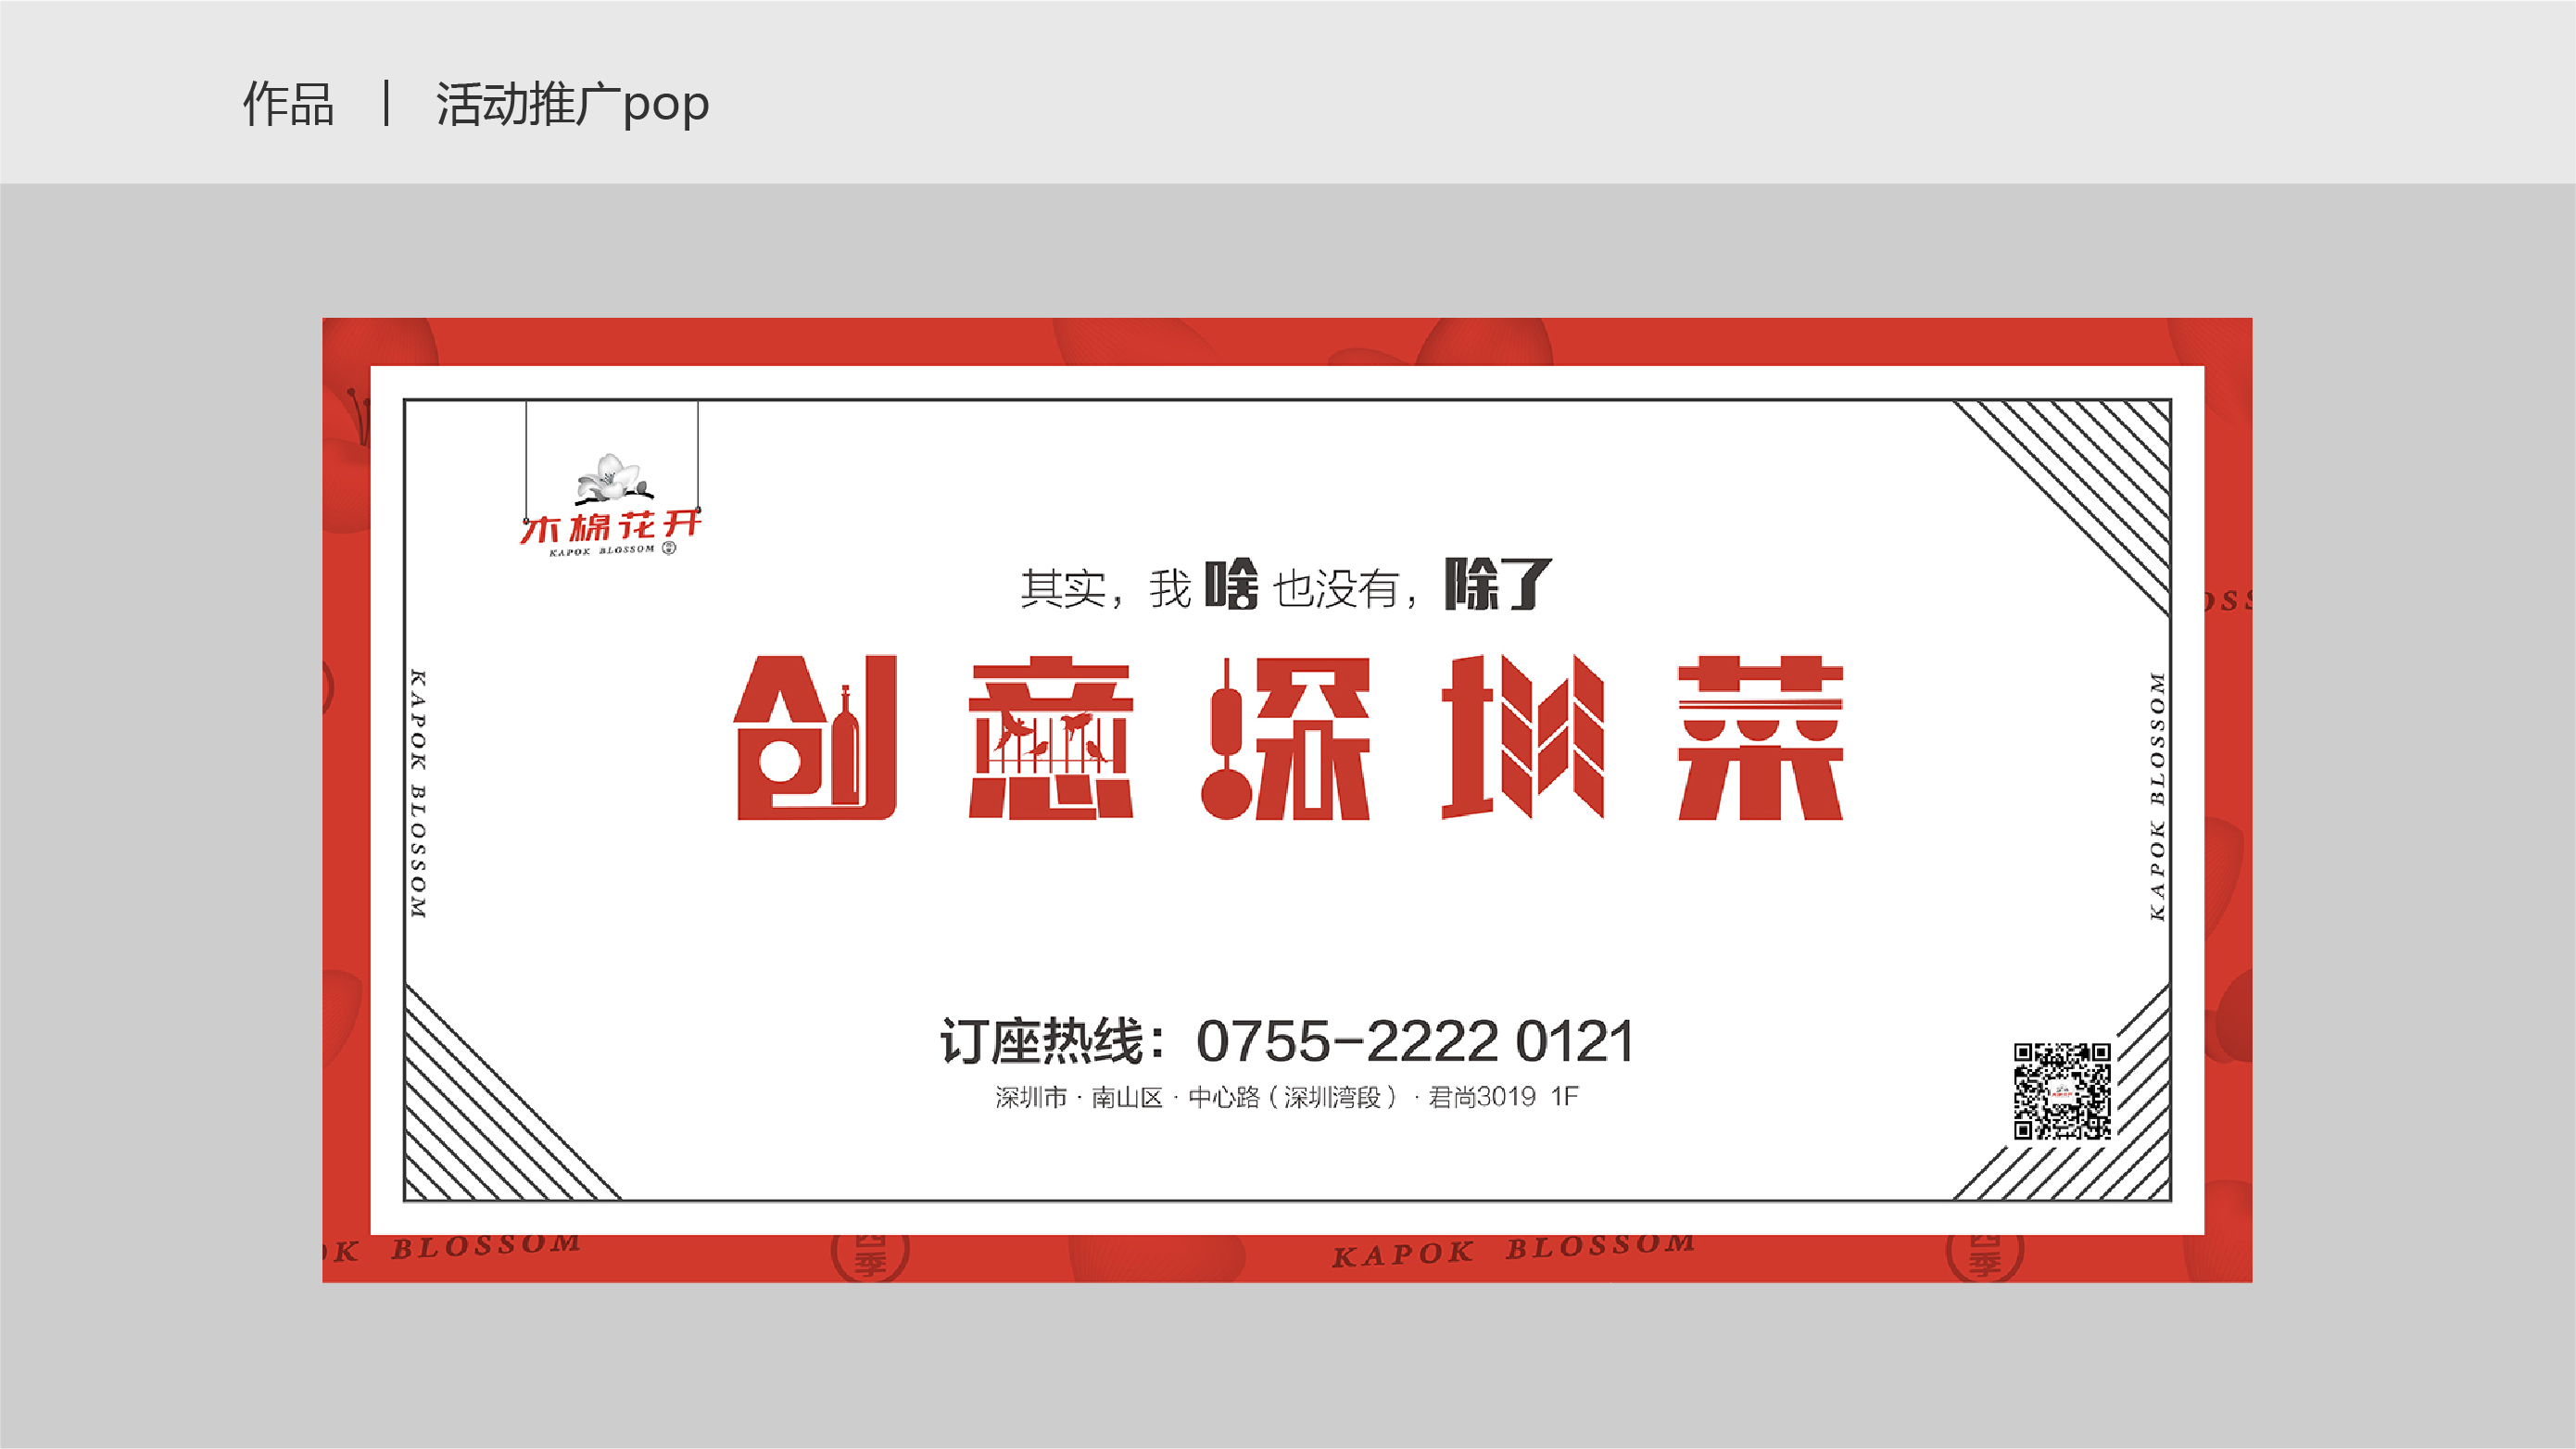 作品 | 活动推广pop
木棉花开
KAPOK BLOSSOM
其实，我啥也没有，除了
创意深圳菜
KAPOK BLOSSOM
KAPOK BLOSSOM
订座热线：0755-2222 0121
深圳市·南山区·中心路（深圳湾段）·君尚3019 1F
OSS
OK BLOSSOM
四季
KAPOK BLOSSOM
四季